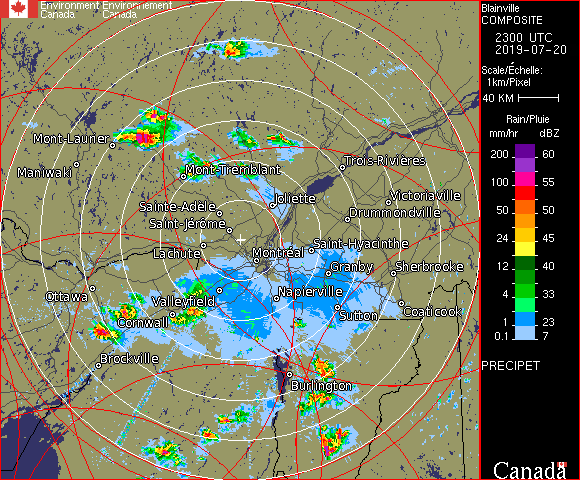 Environment Environnement
Canada Canada
Blainville
COMPOSITE
2300 UTC
2019-07-20
Scale/Échelle:
1km/Pixel
40 KM
Rain/Pluie
mm/hr dBZ
200 60
100 55
50 50
24 45
12 40
4 33
1 23
0.1 7
PRECIPET
Mont-Laurier
Maniwaki
Mont-Tremblant
Trois-Rivières
Joliette
Victoriaville
Sainte-Adèle
Drummondville
Saint-Jérôme
Lachute
Montréal
Saint-Hyacinthe
Granby
Sherbrooke
Ottawa
Valleyfield
Napierville
Cornwall
Sutton
Coaticook
Brockville
Burlington
Canada